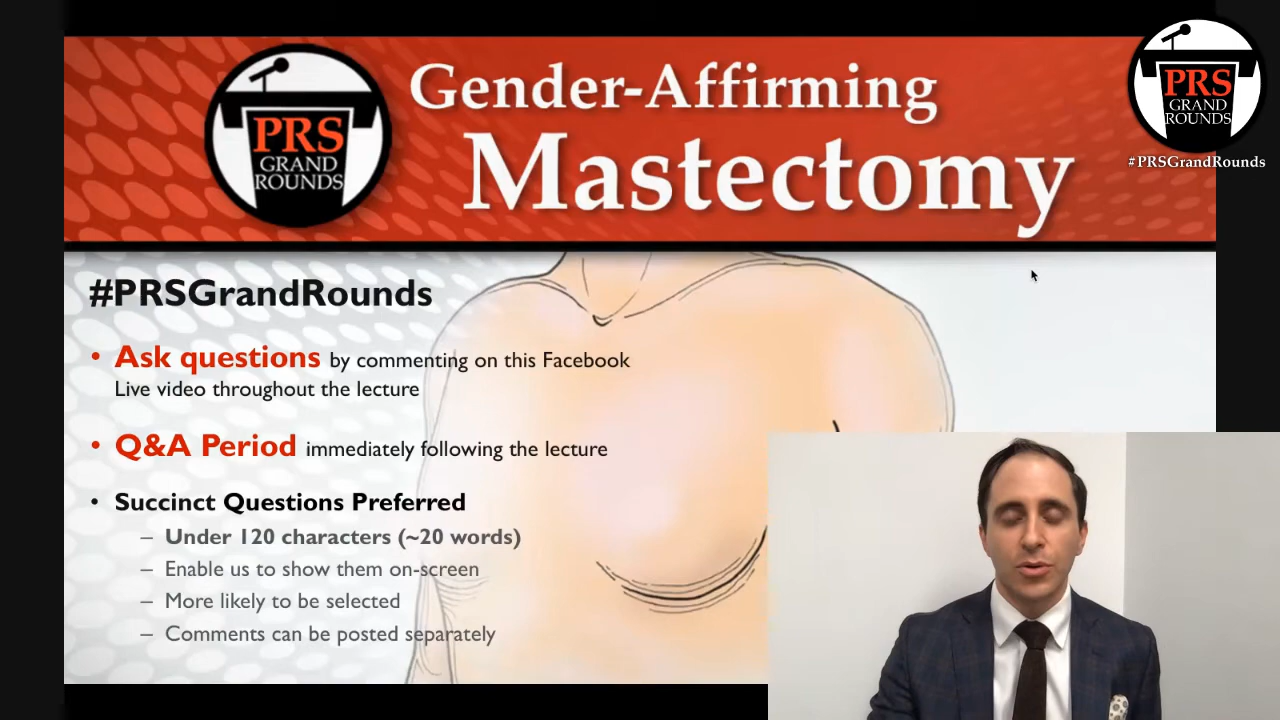 PRS
GRAND
ROUNDS
Gender-Affirming
Mastectomy
PRS
GRAND
ROUNDS
#PRSGrandRounds
#PRSGrandRounds
• Ask questions by commenting on this Facebook
Live video throughout the lecture
• Q&A Period immediately following the lecture
• Succinct Questions Preferred
– Under 120 characters (~20 words)
– Enable us to show them on-screen
– More likely to be selected
– Comments can be posted separately